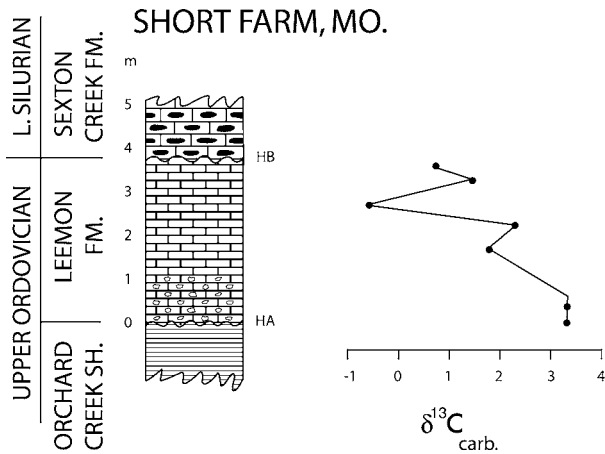 SHORT FARM, MO.
L. SILURIAN
UPPER ORDOVICIAN
SEXTON
CREEK FM.
LEEMON
FM.
ORCHARD
CREEK SH.
m
5
4
3
2
1
0
HB
HA
-1 0 1 2 3 4
δ13C carb.